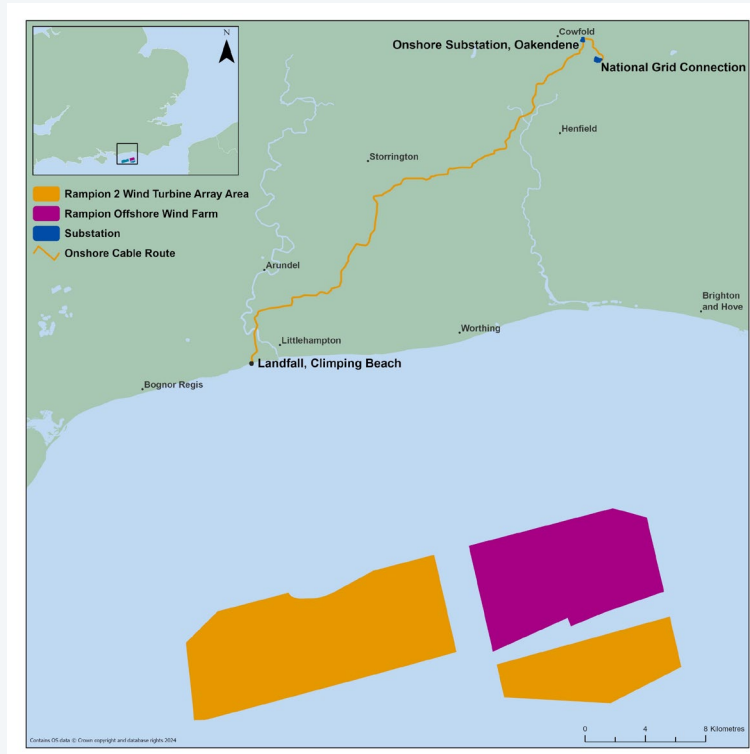 N
Cowfold
Onshore Substation, Oakendene
National Grid Connection
Henfield
Storrington
Rampion 2 Wind Turbine Array Area
Rampion Offshore Wind Farm
Substation
Onshore Cable Route
Arundel
Brighton
and Hove
Worthing
Littlehampton
Landfall, Climping Beach
Bognor Regis
0 4 8 Kilometres
Contains OS data © Crown copyright and database rights 2024